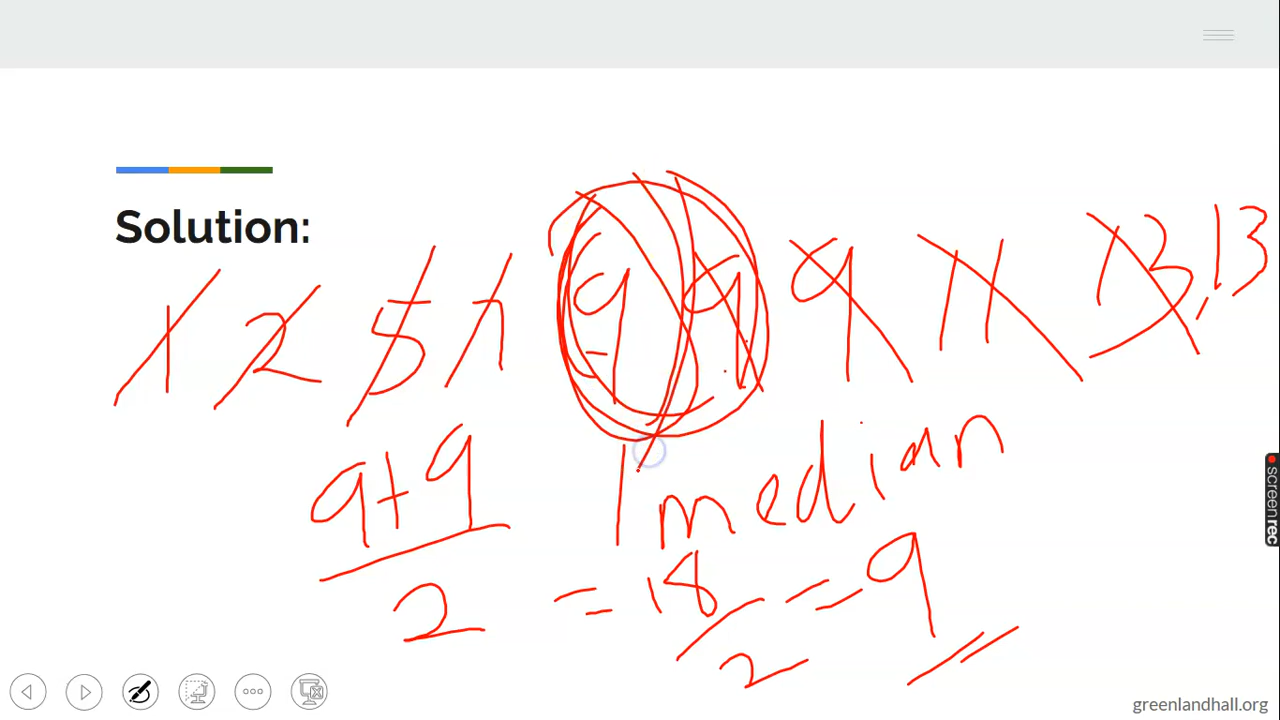 Solution:
1 2 5 7 9 9 9 11 13, 13
9+9
2
median
= 18
2
= 9
SCREENREC
greenlandhall.org